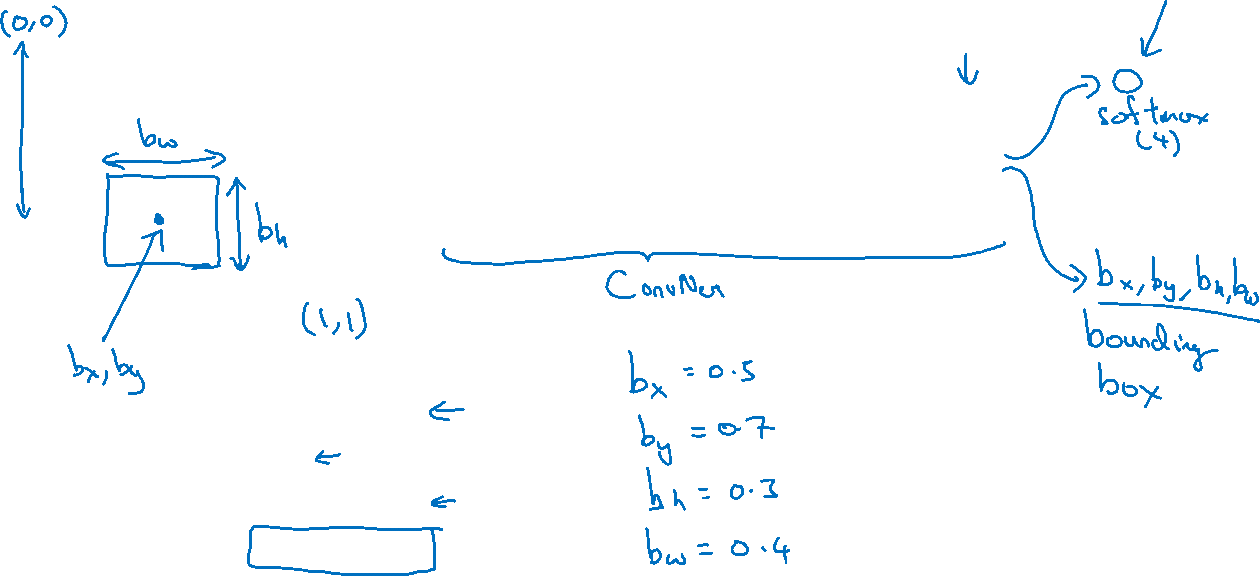 (0,0)
bw
bh
bx, by
(1,1)
ConvNet
softmax
(4)
bx, by, bh, bw
bounding
box
bx = 0.5
by = 0.7
bh = 0.3
bw = 0.4